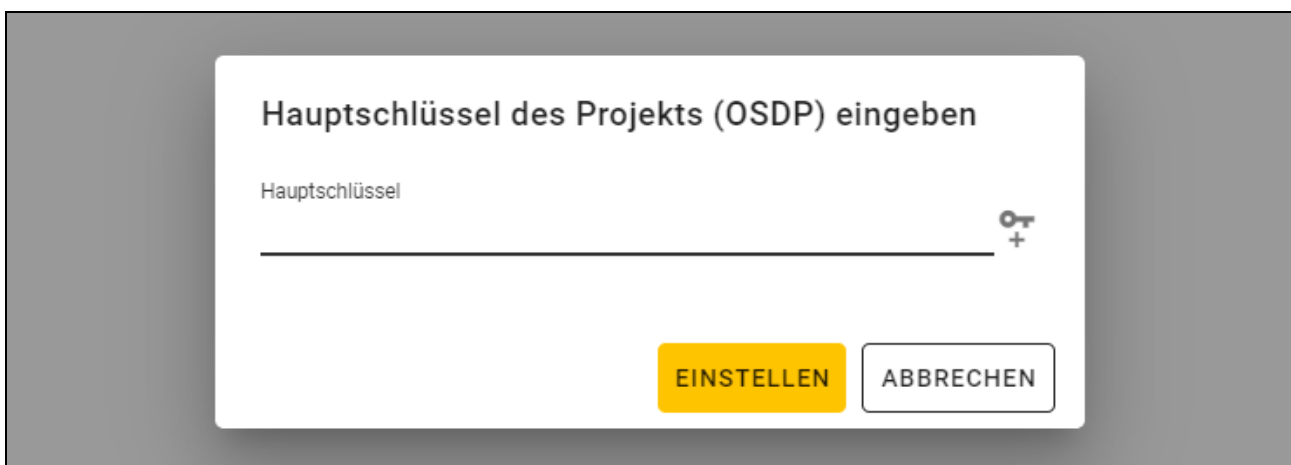 Hauptschlüssel des Projekts (OSDP) eingeben
Hauptschlüssel
EINSTELLEN
ABBRECHEN